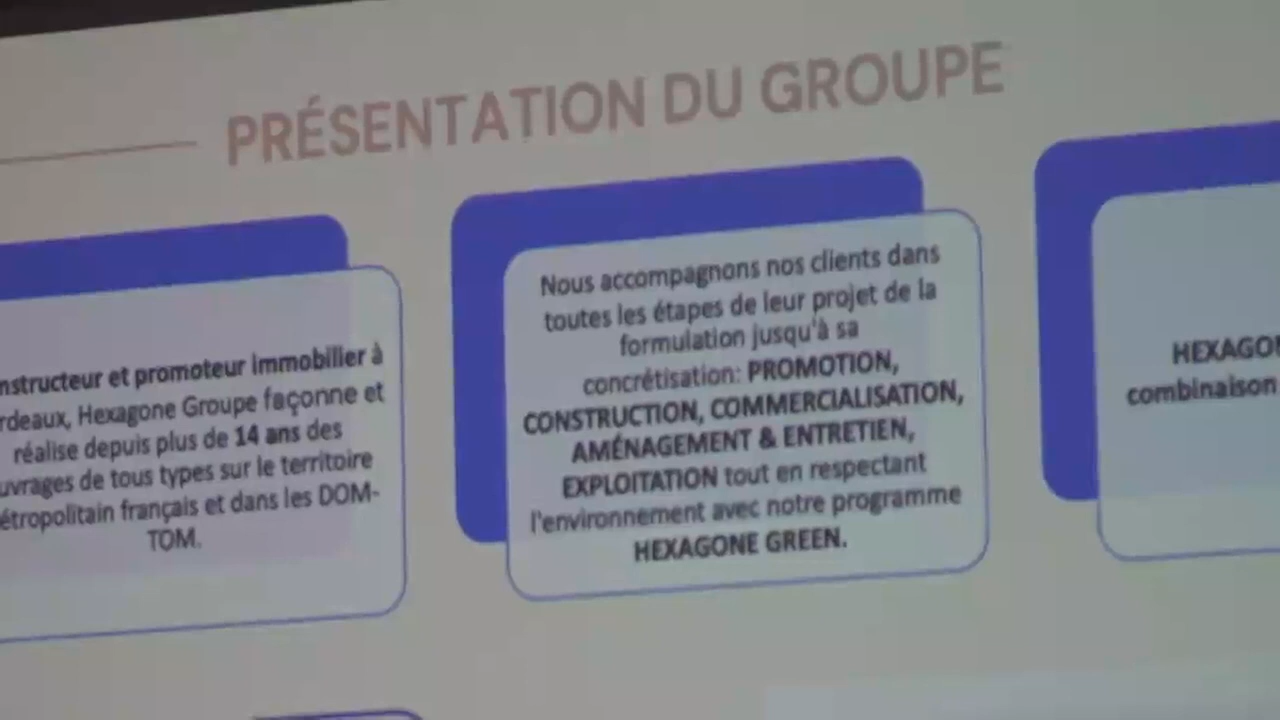 PRÉSENTATION DU GROUPE
nstructeur et promoteur immobilier à
rdeaux, Hexagone Groupe façonne et
réalise depuis plus de 14 ans des
uvrages de tous types sur le territoire
étropolitain français et dans les DOM-
TOM.
Nous accompagnons nos clients dans
toutes les étapes de leur projet de la
formulation jusqu'à sa
concrétisation: PROMOTION,
CONSTRUCTION, COMMERCIALISATION,
AMÉNAGEMENT & ENTRETIEN,
EXPLOITATION tout en respectant
l'environnement avec notre programme
HEXAGONE GREEN.
HEXAGO
combinaison